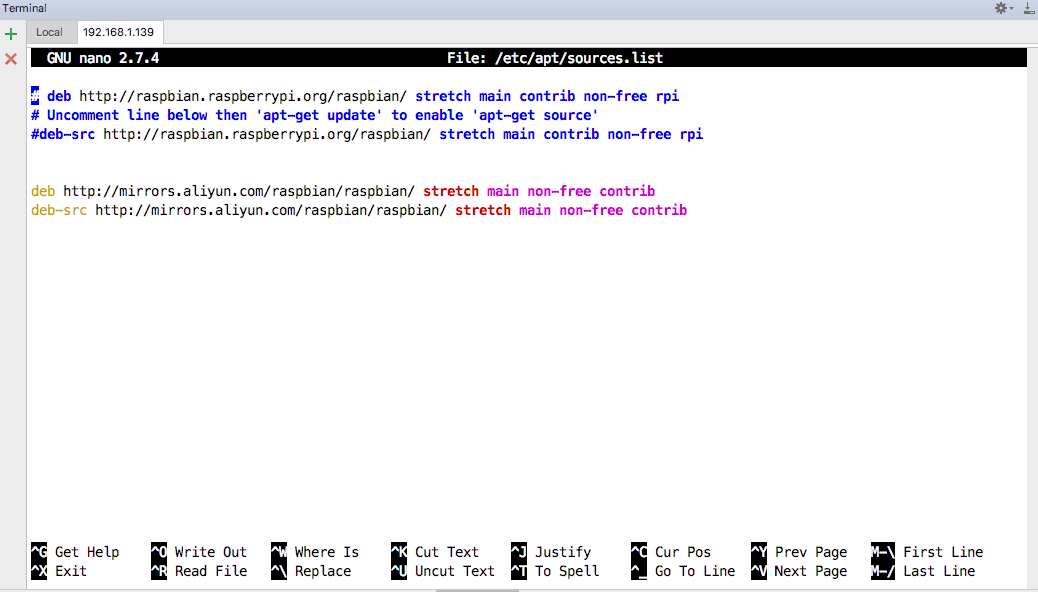 Terminal
Local 192.168.1.139
GNU nano 2.7.4 File: /etc/apt/sources.list
# deb http://raspbian.raspberrypi.org/raspbian/ stretch main contrib non-free rpi
# Uncomment line below then 'apt-get update' to enable 'apt-get source'
#deb-src http://raspbian.raspberrypi.org/raspbian/ stretch main contrib non-free rpi
deb http://mirrors.aliyun.com/raspbian/raspbian/ stretch main non-free contrib
deb-src http://mirrors.aliyun.com/raspbian/raspbian/ stretch main non-free contrib
^G Get Help ^O Write Out ^W Where Is ^K Cut Text ^J Justify ^C Cur Pos ^Y Prev Page M-\ First Line
^X Exit ^R Read File ^\ Replace ^U Uncut Text ^T To Spell ^_ Go To Line ^V Next Page M-/ Last Line